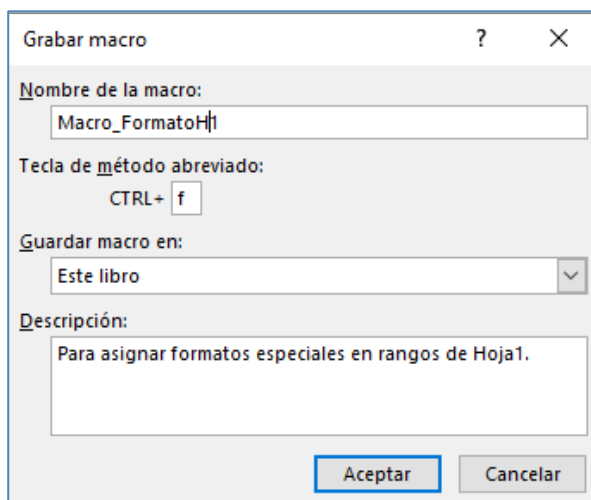 Grabar macro ? ×
Nombre de la macro:
Macro_FormatoH1
Tecla de método abreviado:
CTRL+ f
Guardar macro en:
Este libro
Descripción:
Para asignar formatos especiales en rangos de Hoja1.
Aceptar Cancelar